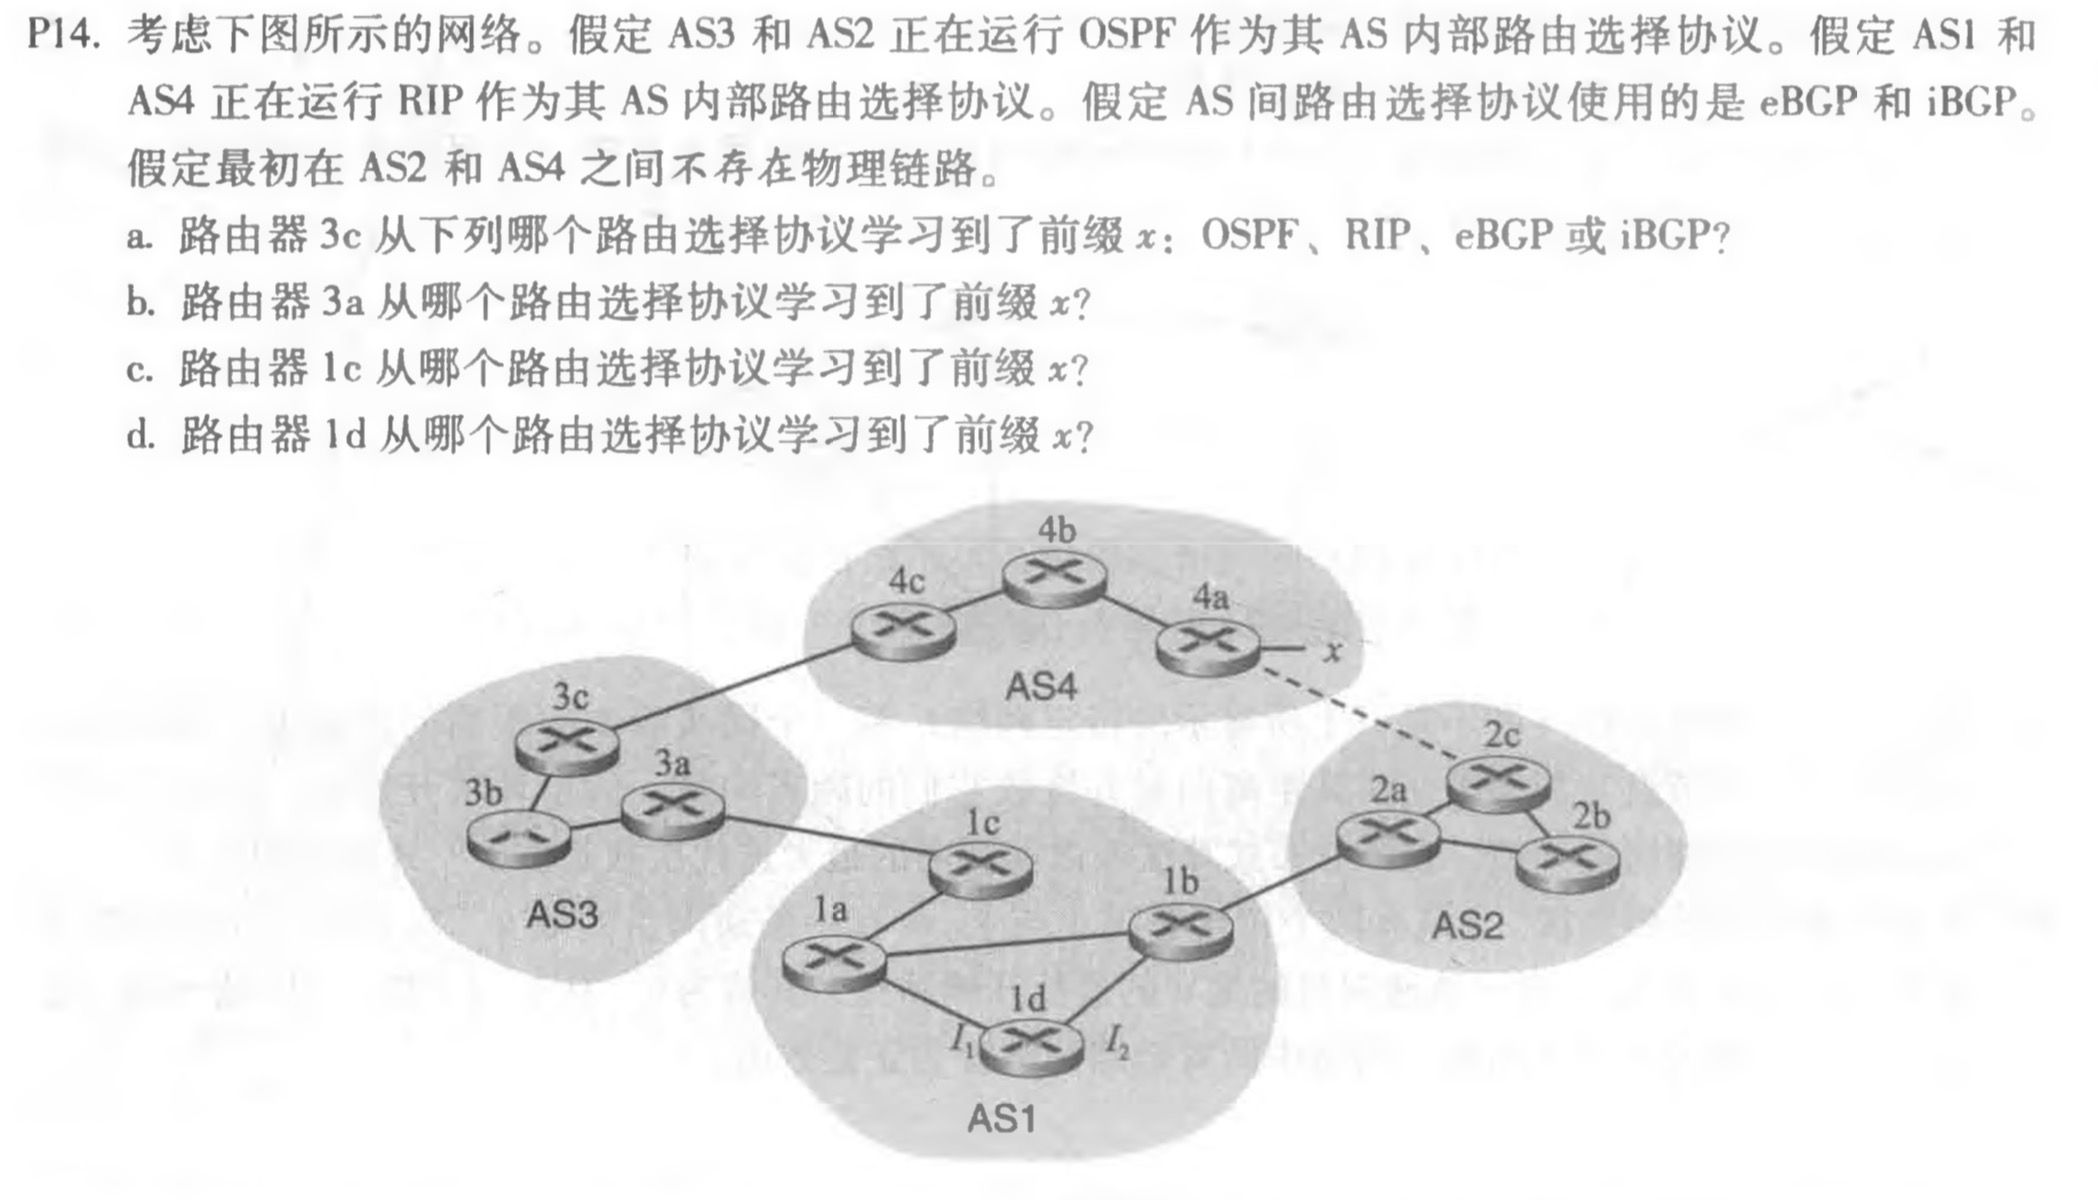 P14. 考虑下图所示的网络。假定 AS3 和 AS2 正在运行 OSPF 作为其 AS 内部路由选择协议。假定 AS1 和
AS4 正在运行 RIP 作为其 AS 内部路由选择协议。假定 AS 间路由选择协议使用的是 eBGP 和 iBGP。
假定最初在 AS2 和 AS4 之间不存在物理链路。
a. 路由器 3c 从下列哪个路由选择协议学习到了前缀 x：OSPF、RIP、eBGP 或 iBGP?
b. 路由器 3a 从哪个路由选择协议学习到了前缀 x?
c. 路由器 1c 从哪个路由选择协议学习到了前缀 x?
d. 路由器 1d 从哪个路由选择协议学习到了前缀 x?
4b
4c
4a
x
AS4
3c
3a
3b
AS3
2c
2a
2b
AS2
1c
1b
1a
1d
I₁
I₂
AS1